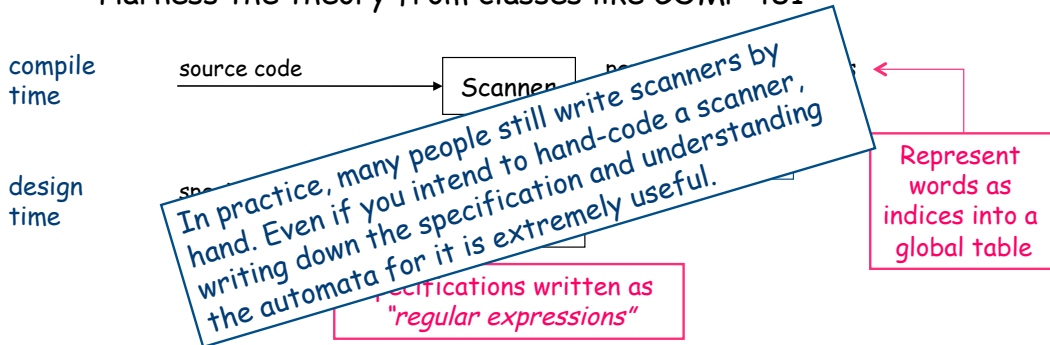 Harness the theory from classes like COMP 481
compile
time
source code
Scanner
design
time
In practice, many people still write scanners by
hand. Even if you intend to hand-code a scanner,
writing down the specification and understanding
the automata for it is extremely useful.
Represent
words as
indices into a
global table
written as
“regular expressions”